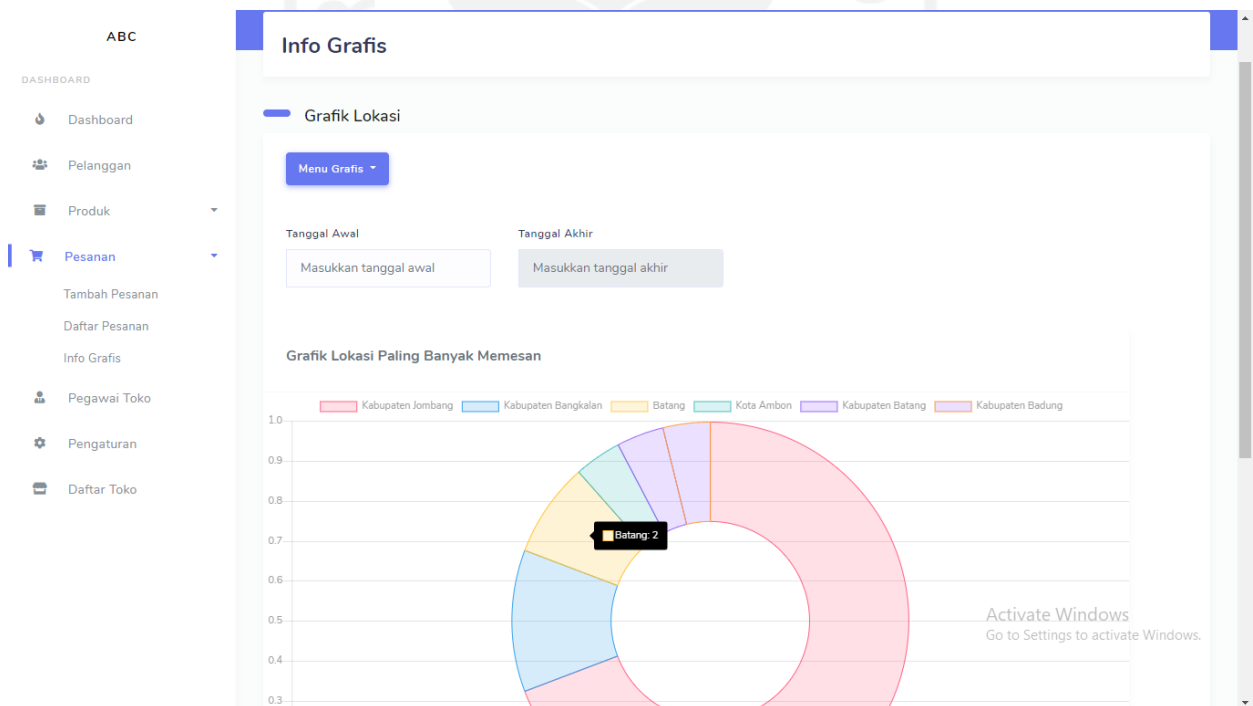 ABC
DASHBOARD
Dashboard
Pelanggan
Produk
Pesanan
Tambah Pesanan
Daftar Pesanan
Info Grafis
Pegawai Toko
Pengaturan
Daftar Toko
Info Grafis
Grafik Lokasi
Menu Grafis
Tanggal Awal Tanggal Akhir
Masukkan tanggal awal Masukkan tanggal akhir
Grafik Lokasi Paling Banyak Memesan
Kabupaten Jombang Kabupaten Bangkalan Batang Kota Ambon Kabupaten Batang Kabupaten Badung
1.0
0.9
0.8
0.7
Batang: 2
0.6
0.5
0.4
0.3
Activate Windows
Go to Settings to activate Windows.